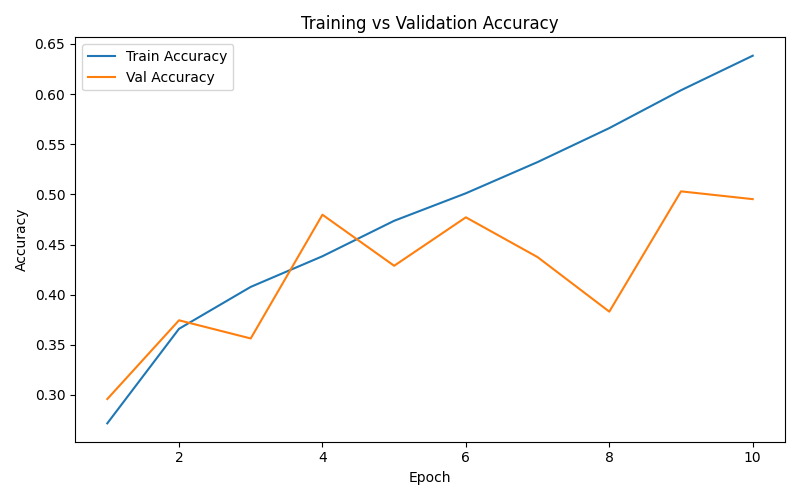 Training vs Validation Accuracy
Train Accuracy
Val Accuracy
0.65
0.60
0.55
0.50
0.45
0.40
0.35
0.30
Accuracy
2 4 6 8 10
Epoch